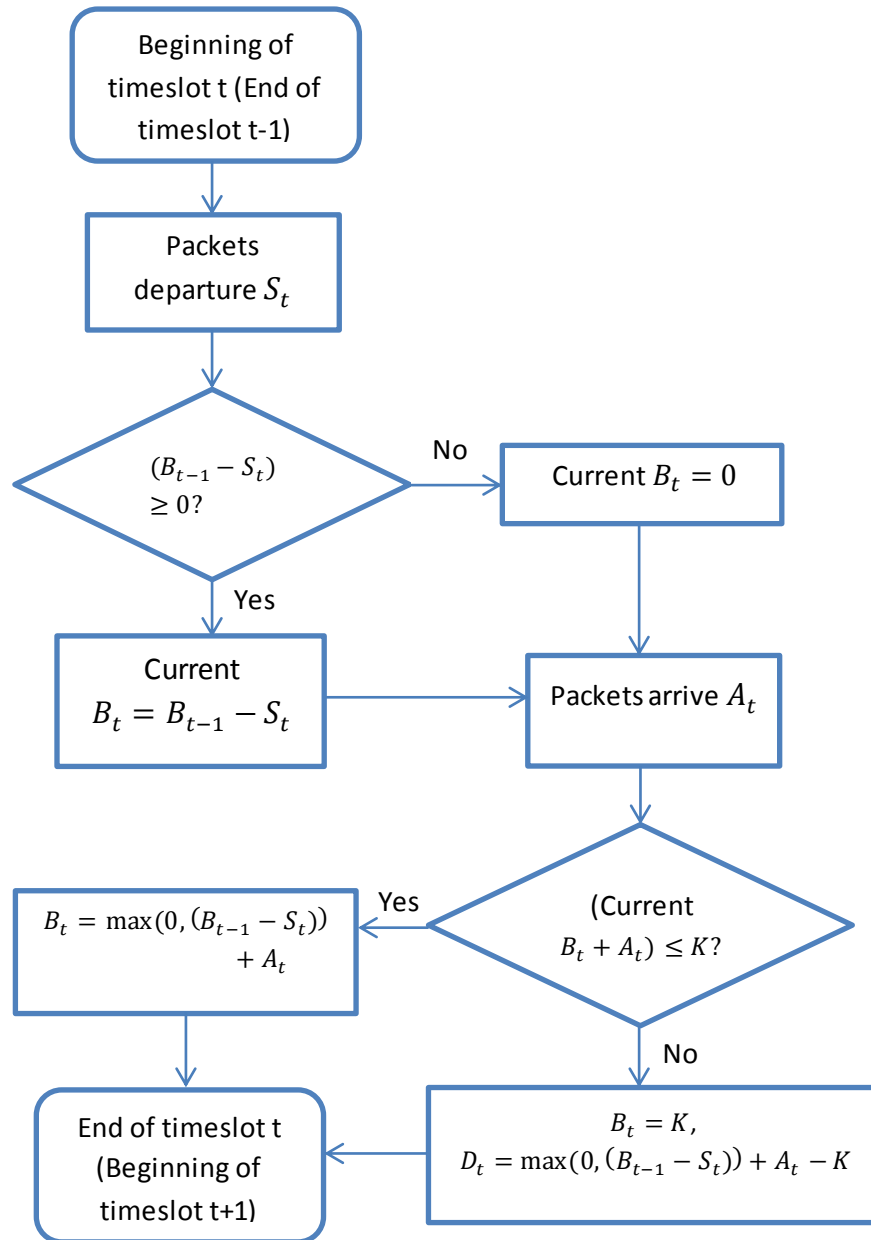 Beginning of
timeslot t (End of
timeslot t-1)
Packets
departure $S_t$
$(B_{t-1} - S_t)$
$\geq 0?$
No
Current $B_t = 0$
Yes
Current
$B_t = B_{t-1} - S_t$
Packets arrive $A_t$
(Current
$B_t + A_t) \leq K?$
Yes
$B_t = \max(0, (B_{t-1} - S_t))$
$+ A_t$
No
$B_t = K,$
$D_t = \max(0, (B_{t-1} - S_t)) + A_t - K$
End of timeslot t
(Beginning of
timeslot t+1)